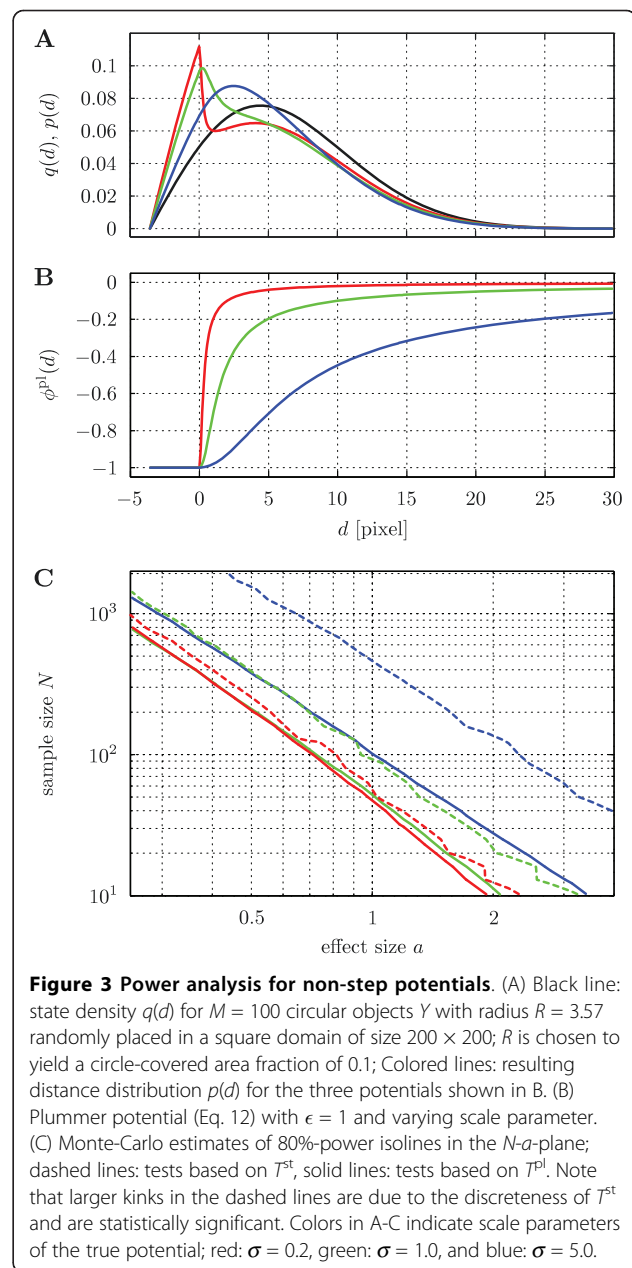 A
q(d), p(d)
0.1
0.08
0.06
0.04
0.02
0
B
ϕᵖˡ(d)
0
−0.2
−0.4
−0.6
−0.8
−1
−5 0 5 10 15 20 25 30
d [pixel]
C
sample size N
10³
10²
10¹
0.5 1 2
effect size a
Figure 3 Power analysis for non-step potentials. (A) Black line:
state density q(d) for M = 100 circular objects Y with radius R = 3.57
randomly placed in a square domain of size 200 × 200; R is chosen to
yield a circle-covered area fraction of 0.1; Colored lines: resulting
distance distribution p(d) for the three potentials shown in B. (B)
Plummer potential (Eq. 12) with ϵ = 1 and varying scale parameter.
(C) Monte-Carlo estimates of 80%-power isolines in the N-a-plane;
dashed lines: tests based on Tˢᵗ, solid lines: tests based on Tᵖˡ. Note
that larger kinks in the dashed lines are due to the discreteness of Tˢᵗ
and are statistically significant. Colors in A-C indicate scale parameters
of the true potential; red: σ = 0.2, green: σ = 1.0, and blue: σ = 5.0.